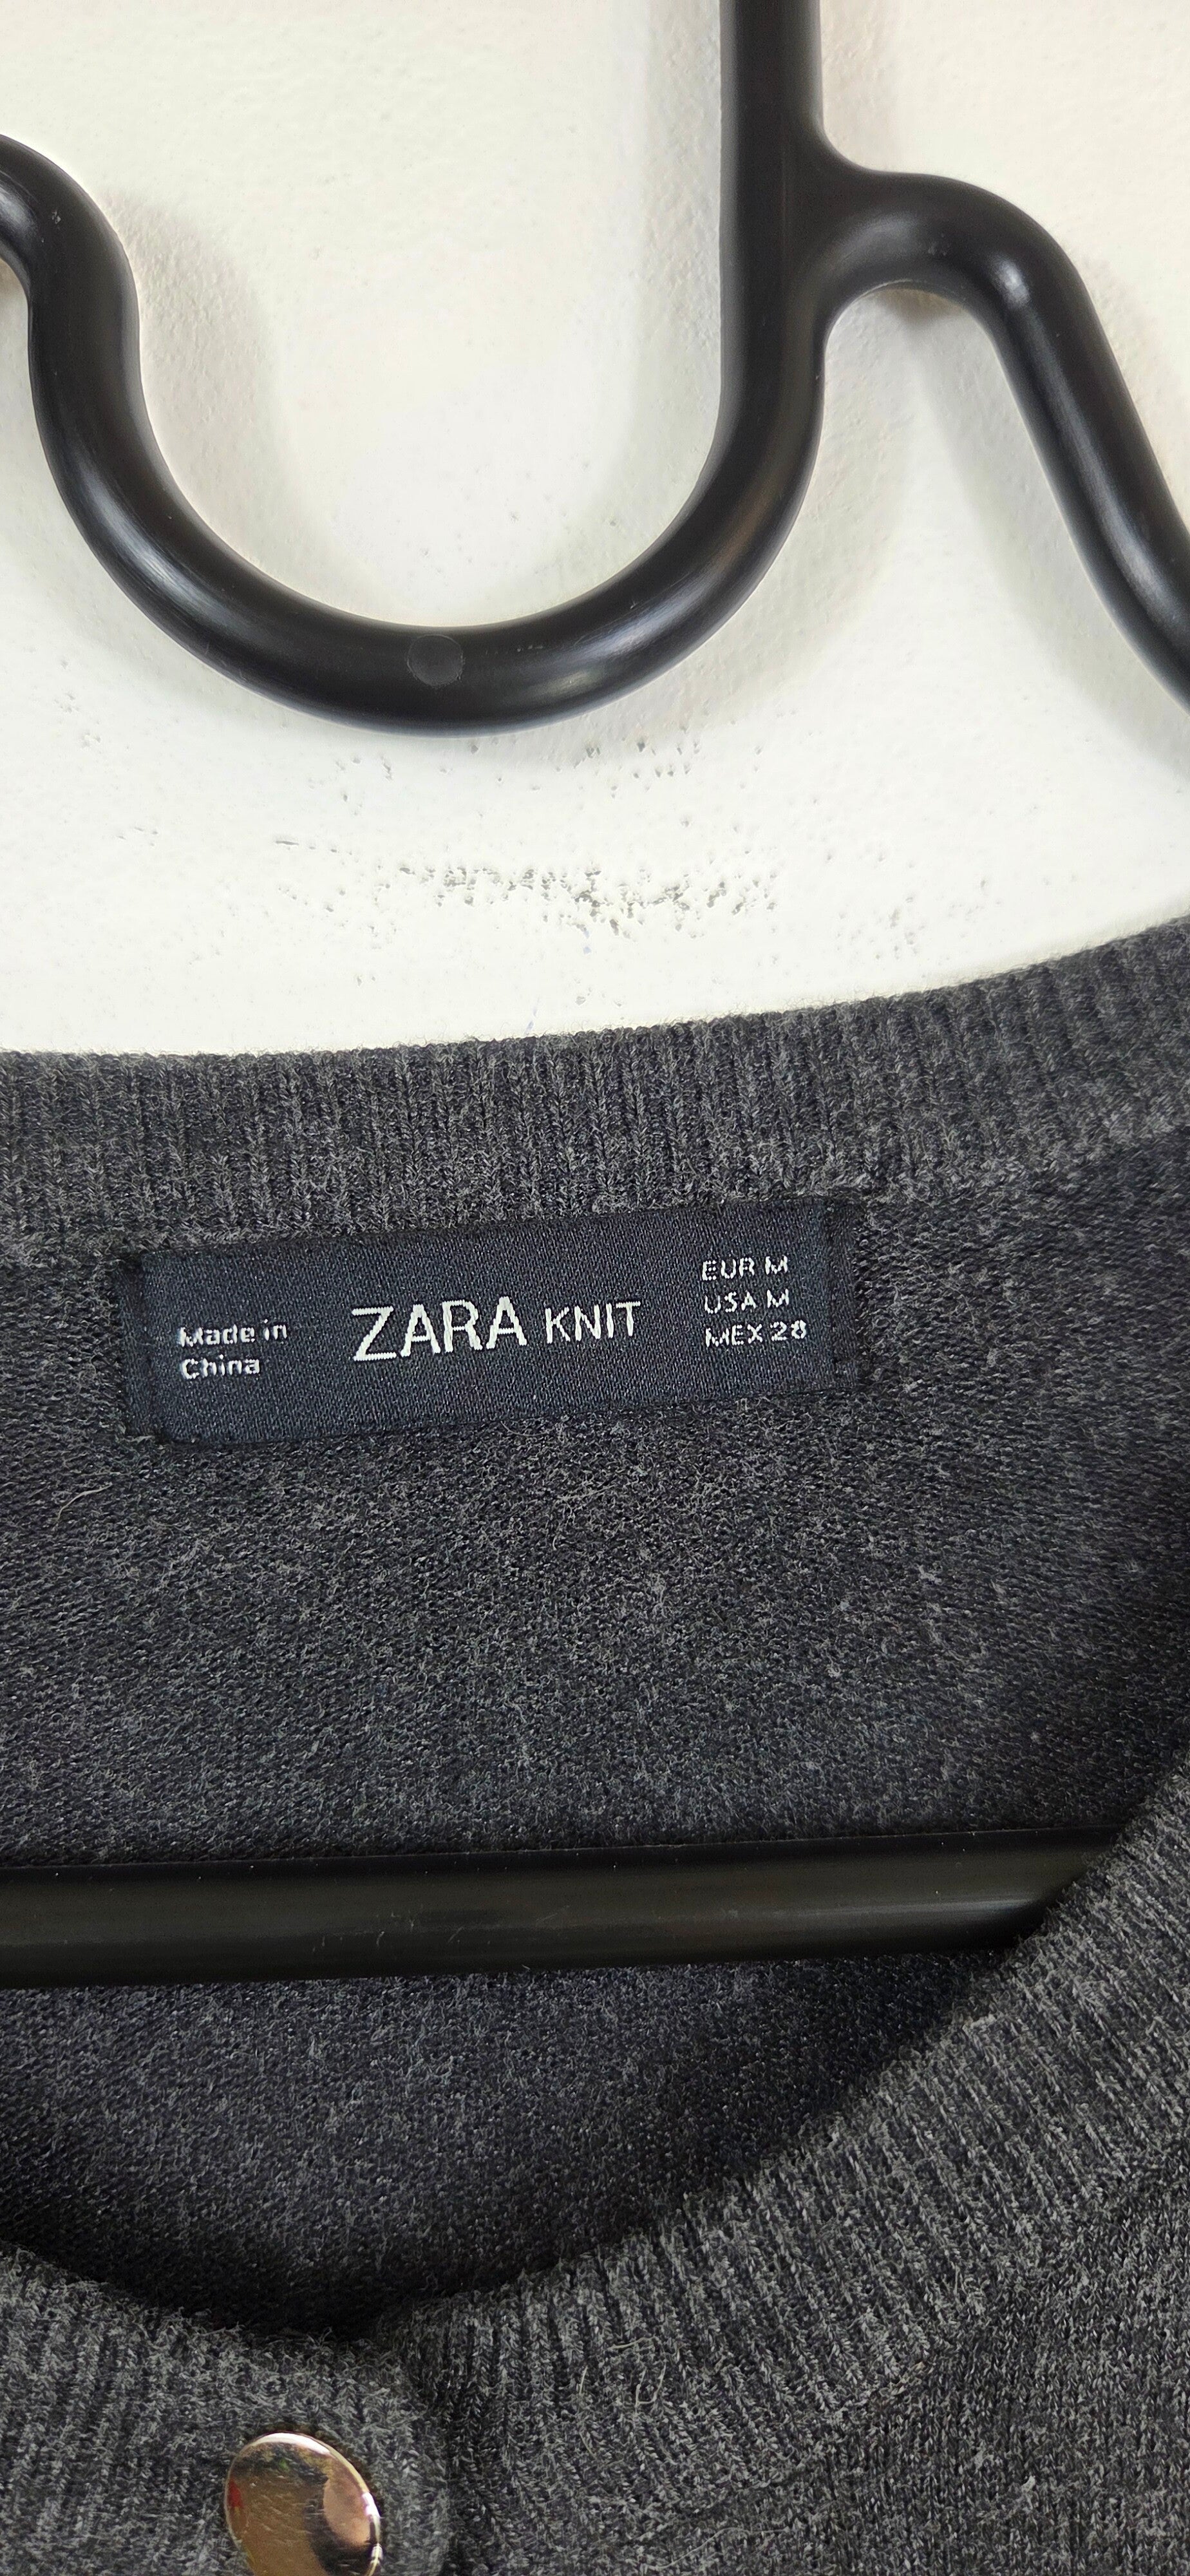 Made in
China
ZARA KNIT
EUR M
USA M
MEX 28